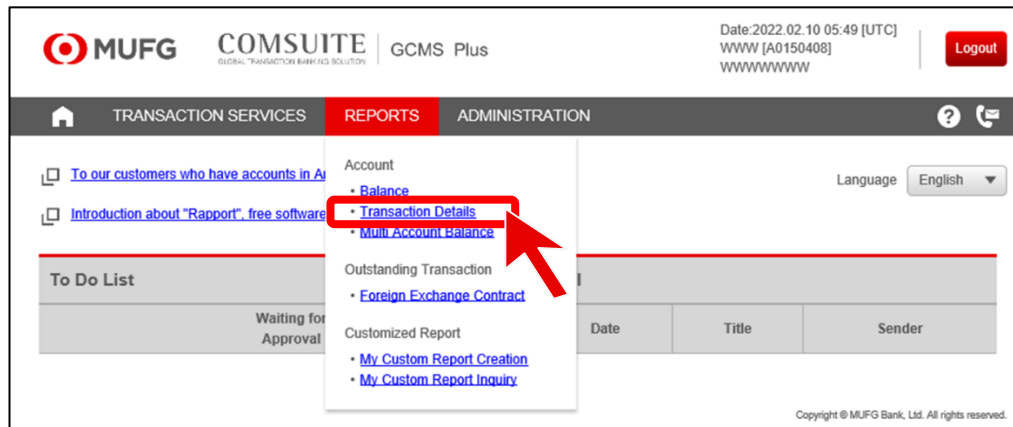 MUFG
COMSUITE
GLOBAL TRANSACTION BANKING SOLUTION
GCMS Plus
Date:2022.02.10 05:49 [UTC]
WWW [A0150408]
WWWWWWW
Logout
TRANSACTION SERVICES REPORTS ADMINISTRATION
To our customers who have accounts in
Introduction about "Rapport", free software
Language English
Account
• Balance
• Transaction Details
• Multi Account Balance
Outstanding Transaction
• Foreign Exchange Contract
Customized Report
• My Custom Report Creation
• My Custom Report Inquiry
To Do List
Waiting for
Approval
Date Title Sender
Copyright © MUFG Bank, Ltd. All rights reserved.